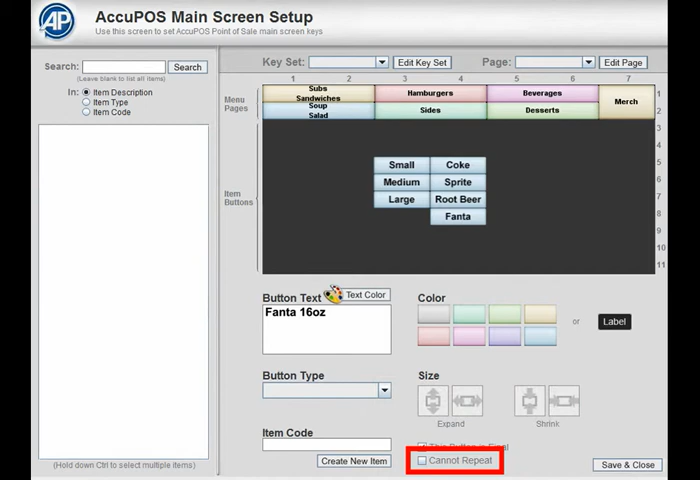 AP
AccuPOS Main Screen Setup
Use this screen to set AccuPOS Point of Sale main screen keys
Search:
Search
(Leave blank to list all items)
In:
Item Description
Item Type
Item Code
(Hold down Ctrl to select multiple items)
Key Set:
Edit Key Set
Page:
Edit Page
1 2 3 4 5 6 7
Menu
Pages
Subs
Sandwiches
Hamburgers
Beverages
Merch
1
Soup
Salad
Sides
Desserts
2
Item
Buttons
3
4
Small
Coke
5
Medium
Sprite
6
Large
Root Beer
7
Fanta
8
9
10
11
Button Text
Text Color
Fanta 16oz
Color
or
Label
Button Type
Size
Expand
Shrink
Item Code
Create New Item
This Button is Final
Cannot Repeat
Save & Close